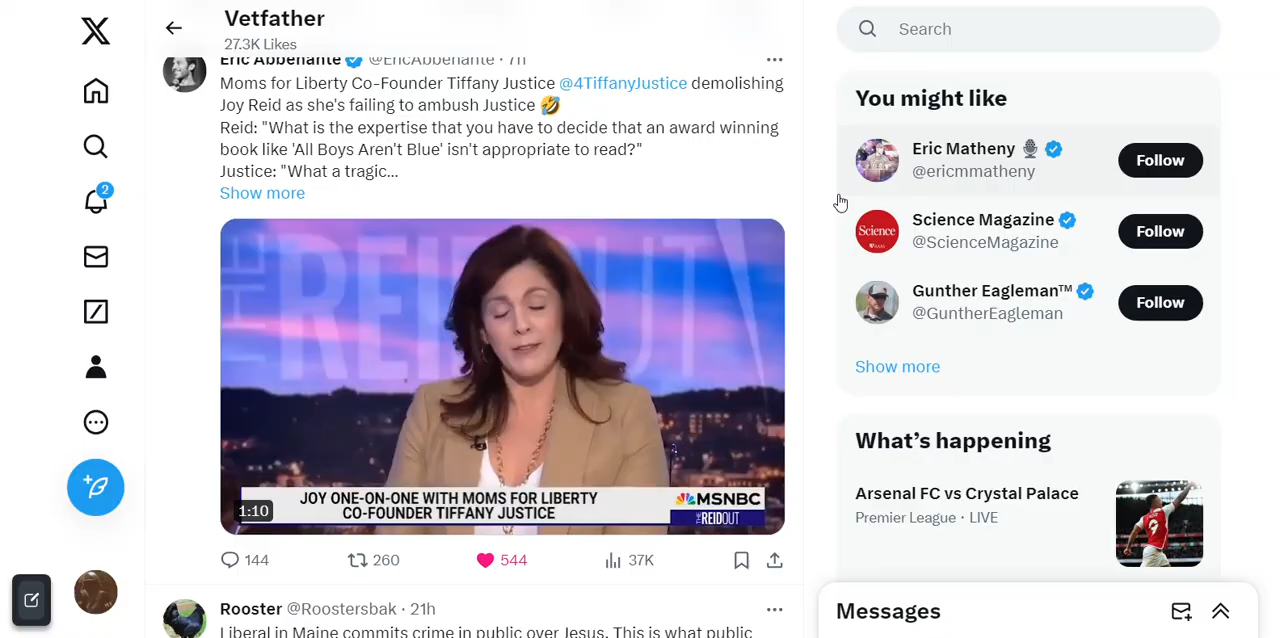 Vetfather
27.3K Likes
Eric Abbenante @EricAbbenante · 7h
Moms for Liberty Co-Founder Tiffany Justice @4TiffanyJustice demolishing
Joy Reid as she's failing to ambush Justice 🤣
Reid: "What is the expertise that you have to decide that an award winning
book like 'All Boys Aren't Blue' isn't appropriate to read?"
Justice: "What a tragic...
Show more
THE REIDOUT
1:10
JOY ONE-ON-ONE WITH MOMS FOR LIBERTY
CO-FOUNDER TIFFANY JUSTICE
MSNBC
THE REIDOUT
144
260
544
37K
Rooster @Roostersbak · 21h
Liberal in Maine commits crime in public over Jesus. This is what public
2
Search
You might like
Eric Matheny 🎙️
@ericmmatheny
Follow
Science
Science Magazine
@ScienceMagazine
Follow
Gunther Eagleman™
@GuntherEagleman
Follow
Show more
What's happening
Arsenal FC vs Crystal Palace
Premier League · LIVE
9
Messages